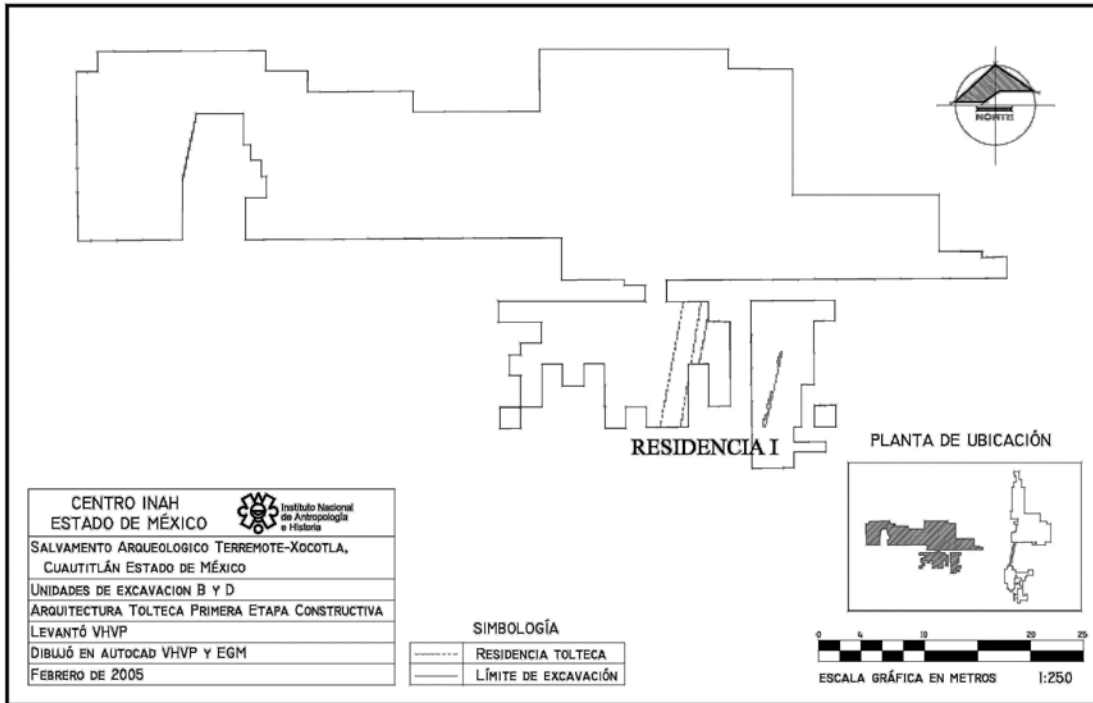 NORTE
RESIDENCIA I
PLANTA DE UBICACIÓN
CENTRO INAH
ESTADO DE MÉXICO
Instituto Nacional
de Antropología
e Historia
SALVAMENTO ARQUEOLOGICO TERREMOTE-XOCOTLA,
CUAUTITLÁN ESTADO DE MÉXICO
UNIDADES DE EXCAVACION B Y D
ARQUITECTURA TOLTECA PRIMERA ETAPA CONSTRUCTIVA
LEVANTÓ VHVP
DIBUJÓ EN AUTOCAD VHVP Y EGM
FEBRERO DE 2005
SIMBOLOGÍA
RESIDENCIA TOLTECA
LÍMITE DE EXCAVACIÓN
0 10 20 25
ESCALA GRÁFICA EN METROS 1:250